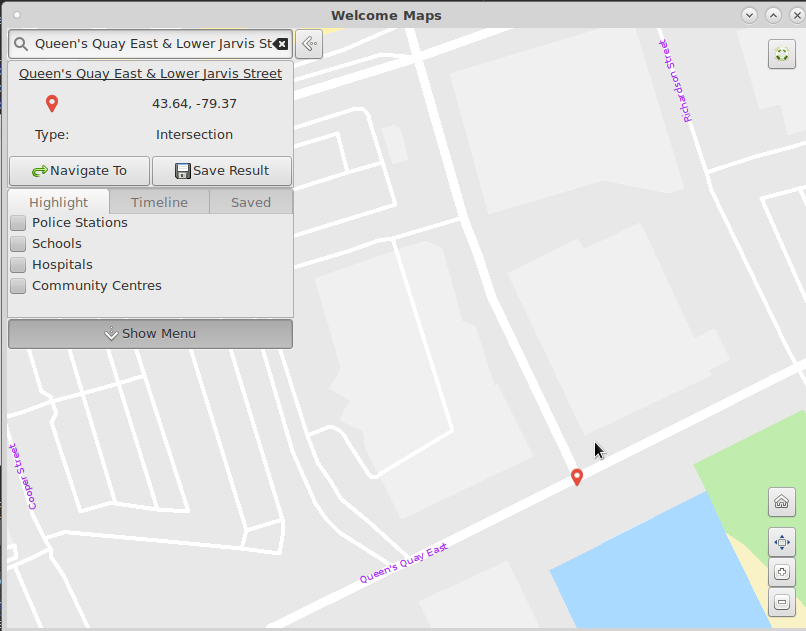 Welcome Maps
Queen's Quay East & Lower Jarvis St
Queen's Quay East & Lower Jarvis Street
43.64, -79.37
Type: Intersection
Navigate To Save Result
Highlight Timeline Saved
Police Stations
Schools
Hospitals
Community Centres
Show Menu
Richardson Street
Cooper Street
Queen's Quay East